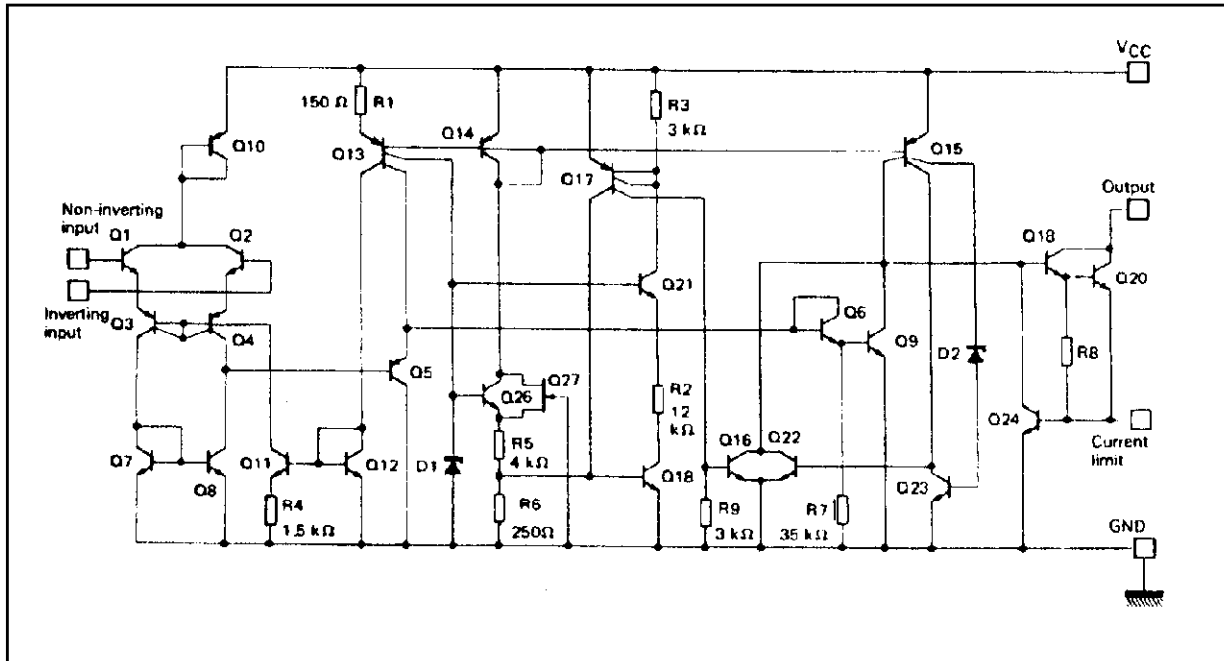 VCC
150 Ω R1
R3
3 kΩ
Q10
Q14
Q13
Q15
Q17
Output
Non-inverting
input
Q1
Q2
Q18
Q20
Inverting
input
Q3
Q4
Q21
Q6
Q9
D2
R8
Q5
Q27
Q26
R2
12
kΩ
Q24
Current
limit
Q7
Q8
Q11
Q12
D1
R5
4 kΩ
Q18
Q16
Q22
Q23
R4
1.5 kΩ
R6
250Ω
R9
3 kΩ
R7
35 kΩ
GND